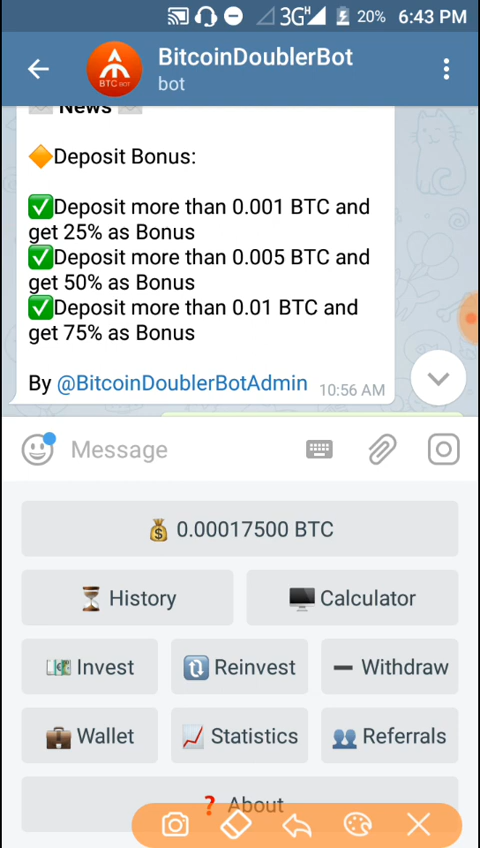 3G H 20% 6:43 PM
BitcoinDoublerBot
bot
BTC BOT
News
Deposit Bonus:
Deposit more than 0.001 BTC and
get 25% as Bonus
Deposit more than 0.005 BTC and
get 50% as Bonus
Deposit more than 0.01 BTC and
get 75% as Bonus
By @BitcoinDoublerBotAdmin 10:56 AM
Message
0.00017500 BTC
History Calculator
Invest Reinvest Withdraw
Wallet Statistics Referrals
About